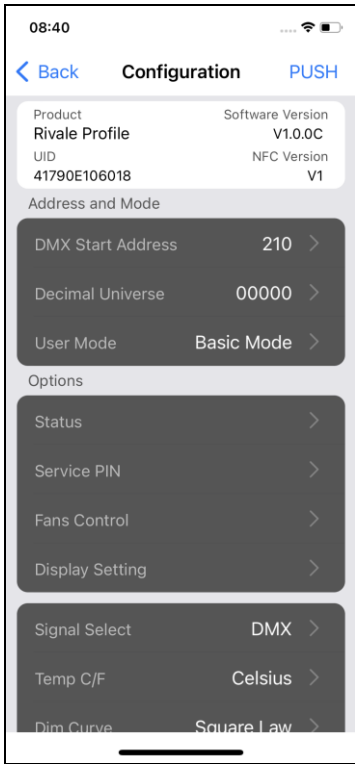 08:40
Back Configuration PUSH
Product Software Version
Rivale Profile V1.0.0C
UID NFC Version
41790E106018 V1
Address and Mode
DMX Start Address 210
Decimal Universe 00000
User Mode Basic Mode
Options
Status
Service PIN
Fans Control
Display Setting
Signal Select DMX
Temp C/F Celsius
Dim Curve Square Law